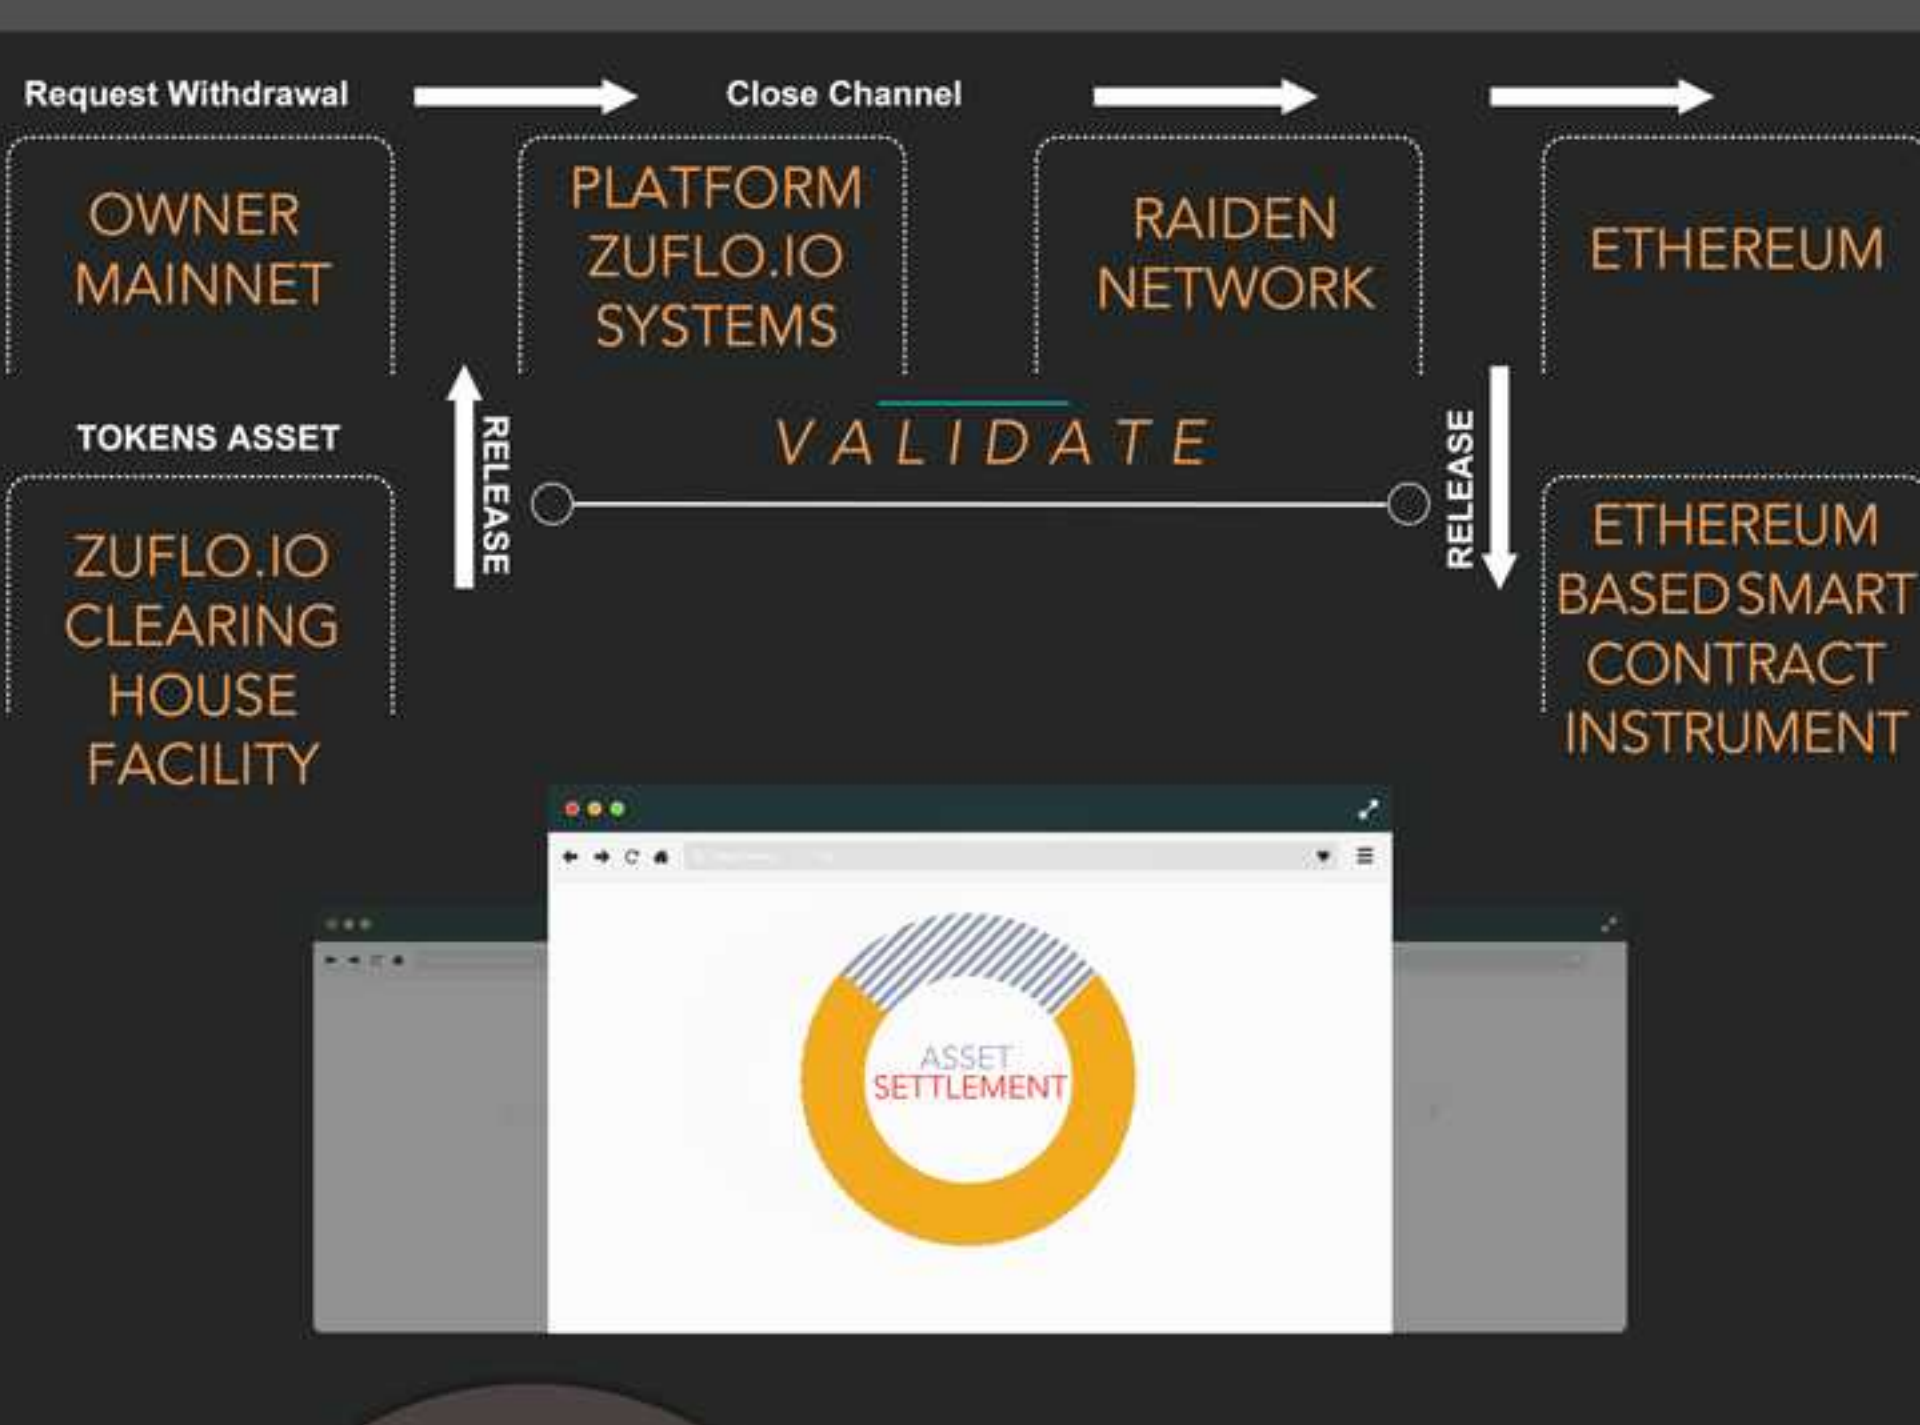 Request Withdrawal
Close Channel
OWNER
MAINNET
PLATFORM
ZUFLO.IO
SYSTEMS
RAIDEN
NETWORK
ETHEREUM
TOKENS ASSET
RELEASE
VALIDATE
RELEASE
ZUFLO.IO
CLEARING
HOUSE
FACILITY
ETHEREUM
BASED SMART
CONTRACT
INSTRUMENT
ASSET
SETTLEMENT